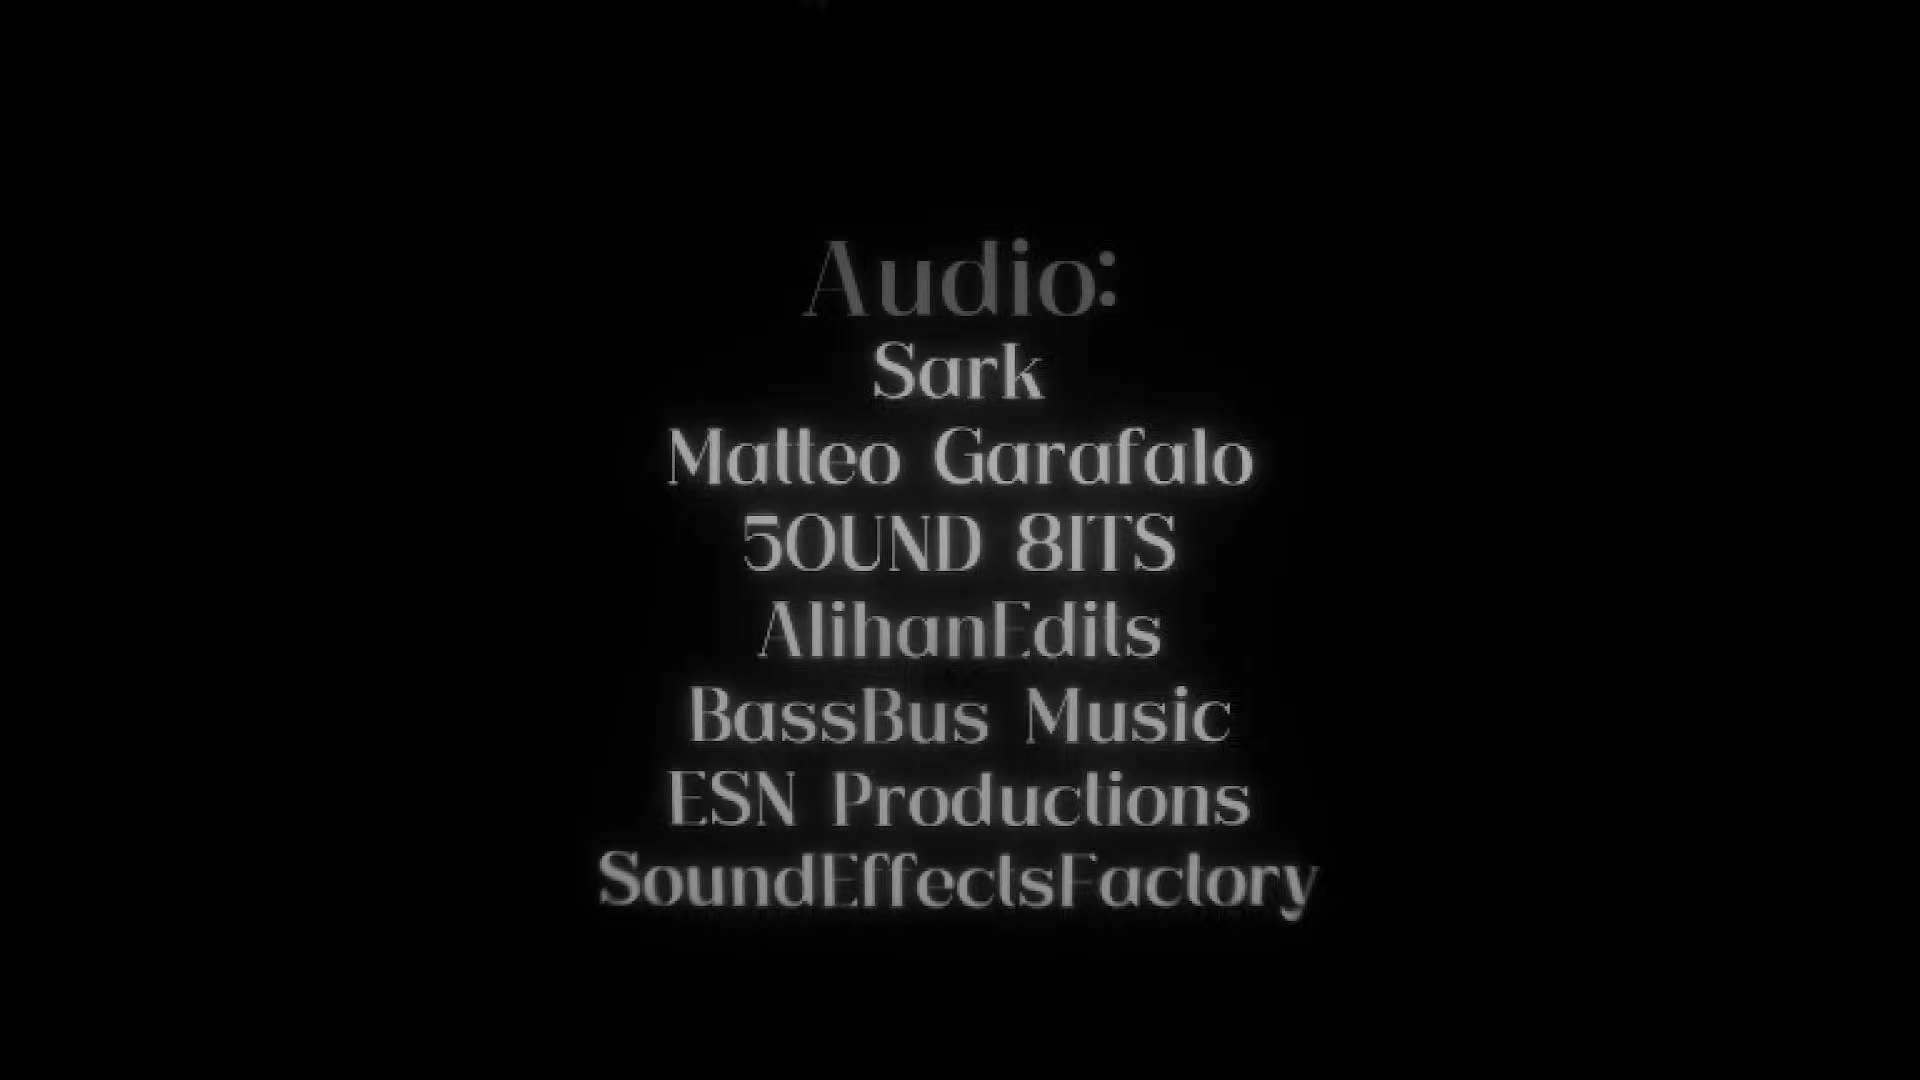 Audio:
Sark
Matteo Garafalo
5OUND 8ITS
AlihanEdits
BassBus Music
ESN Productions
SoundEffectsFactory